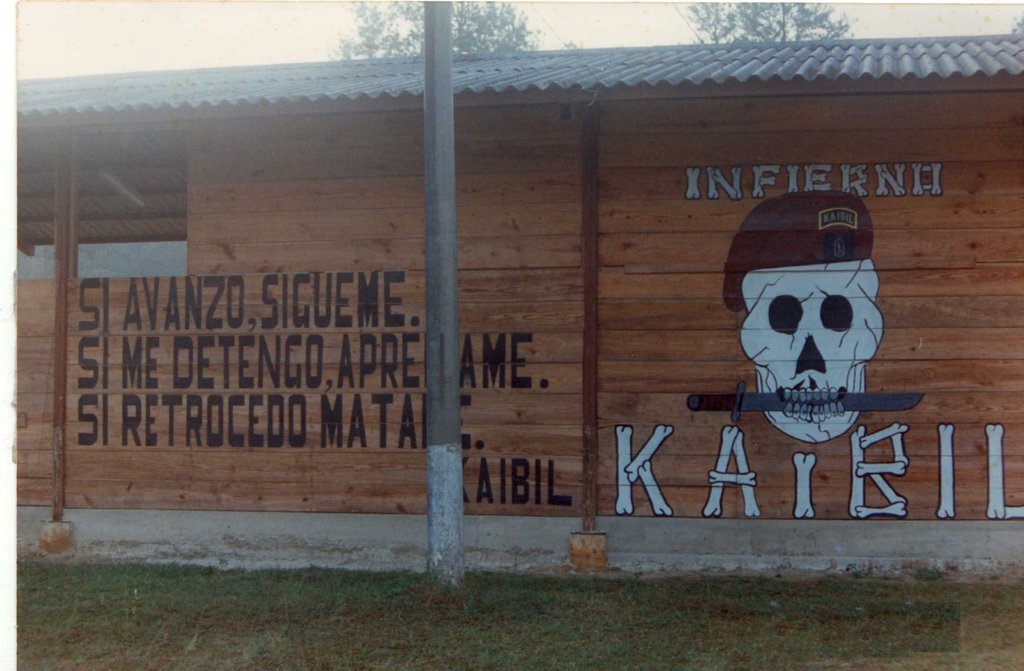 SI AVANZO,SIGUEME.
SI ME DETENGO,
SI RETROCEDO
KAIBIL
INFIERNO
KAIBIL
KAIBIL